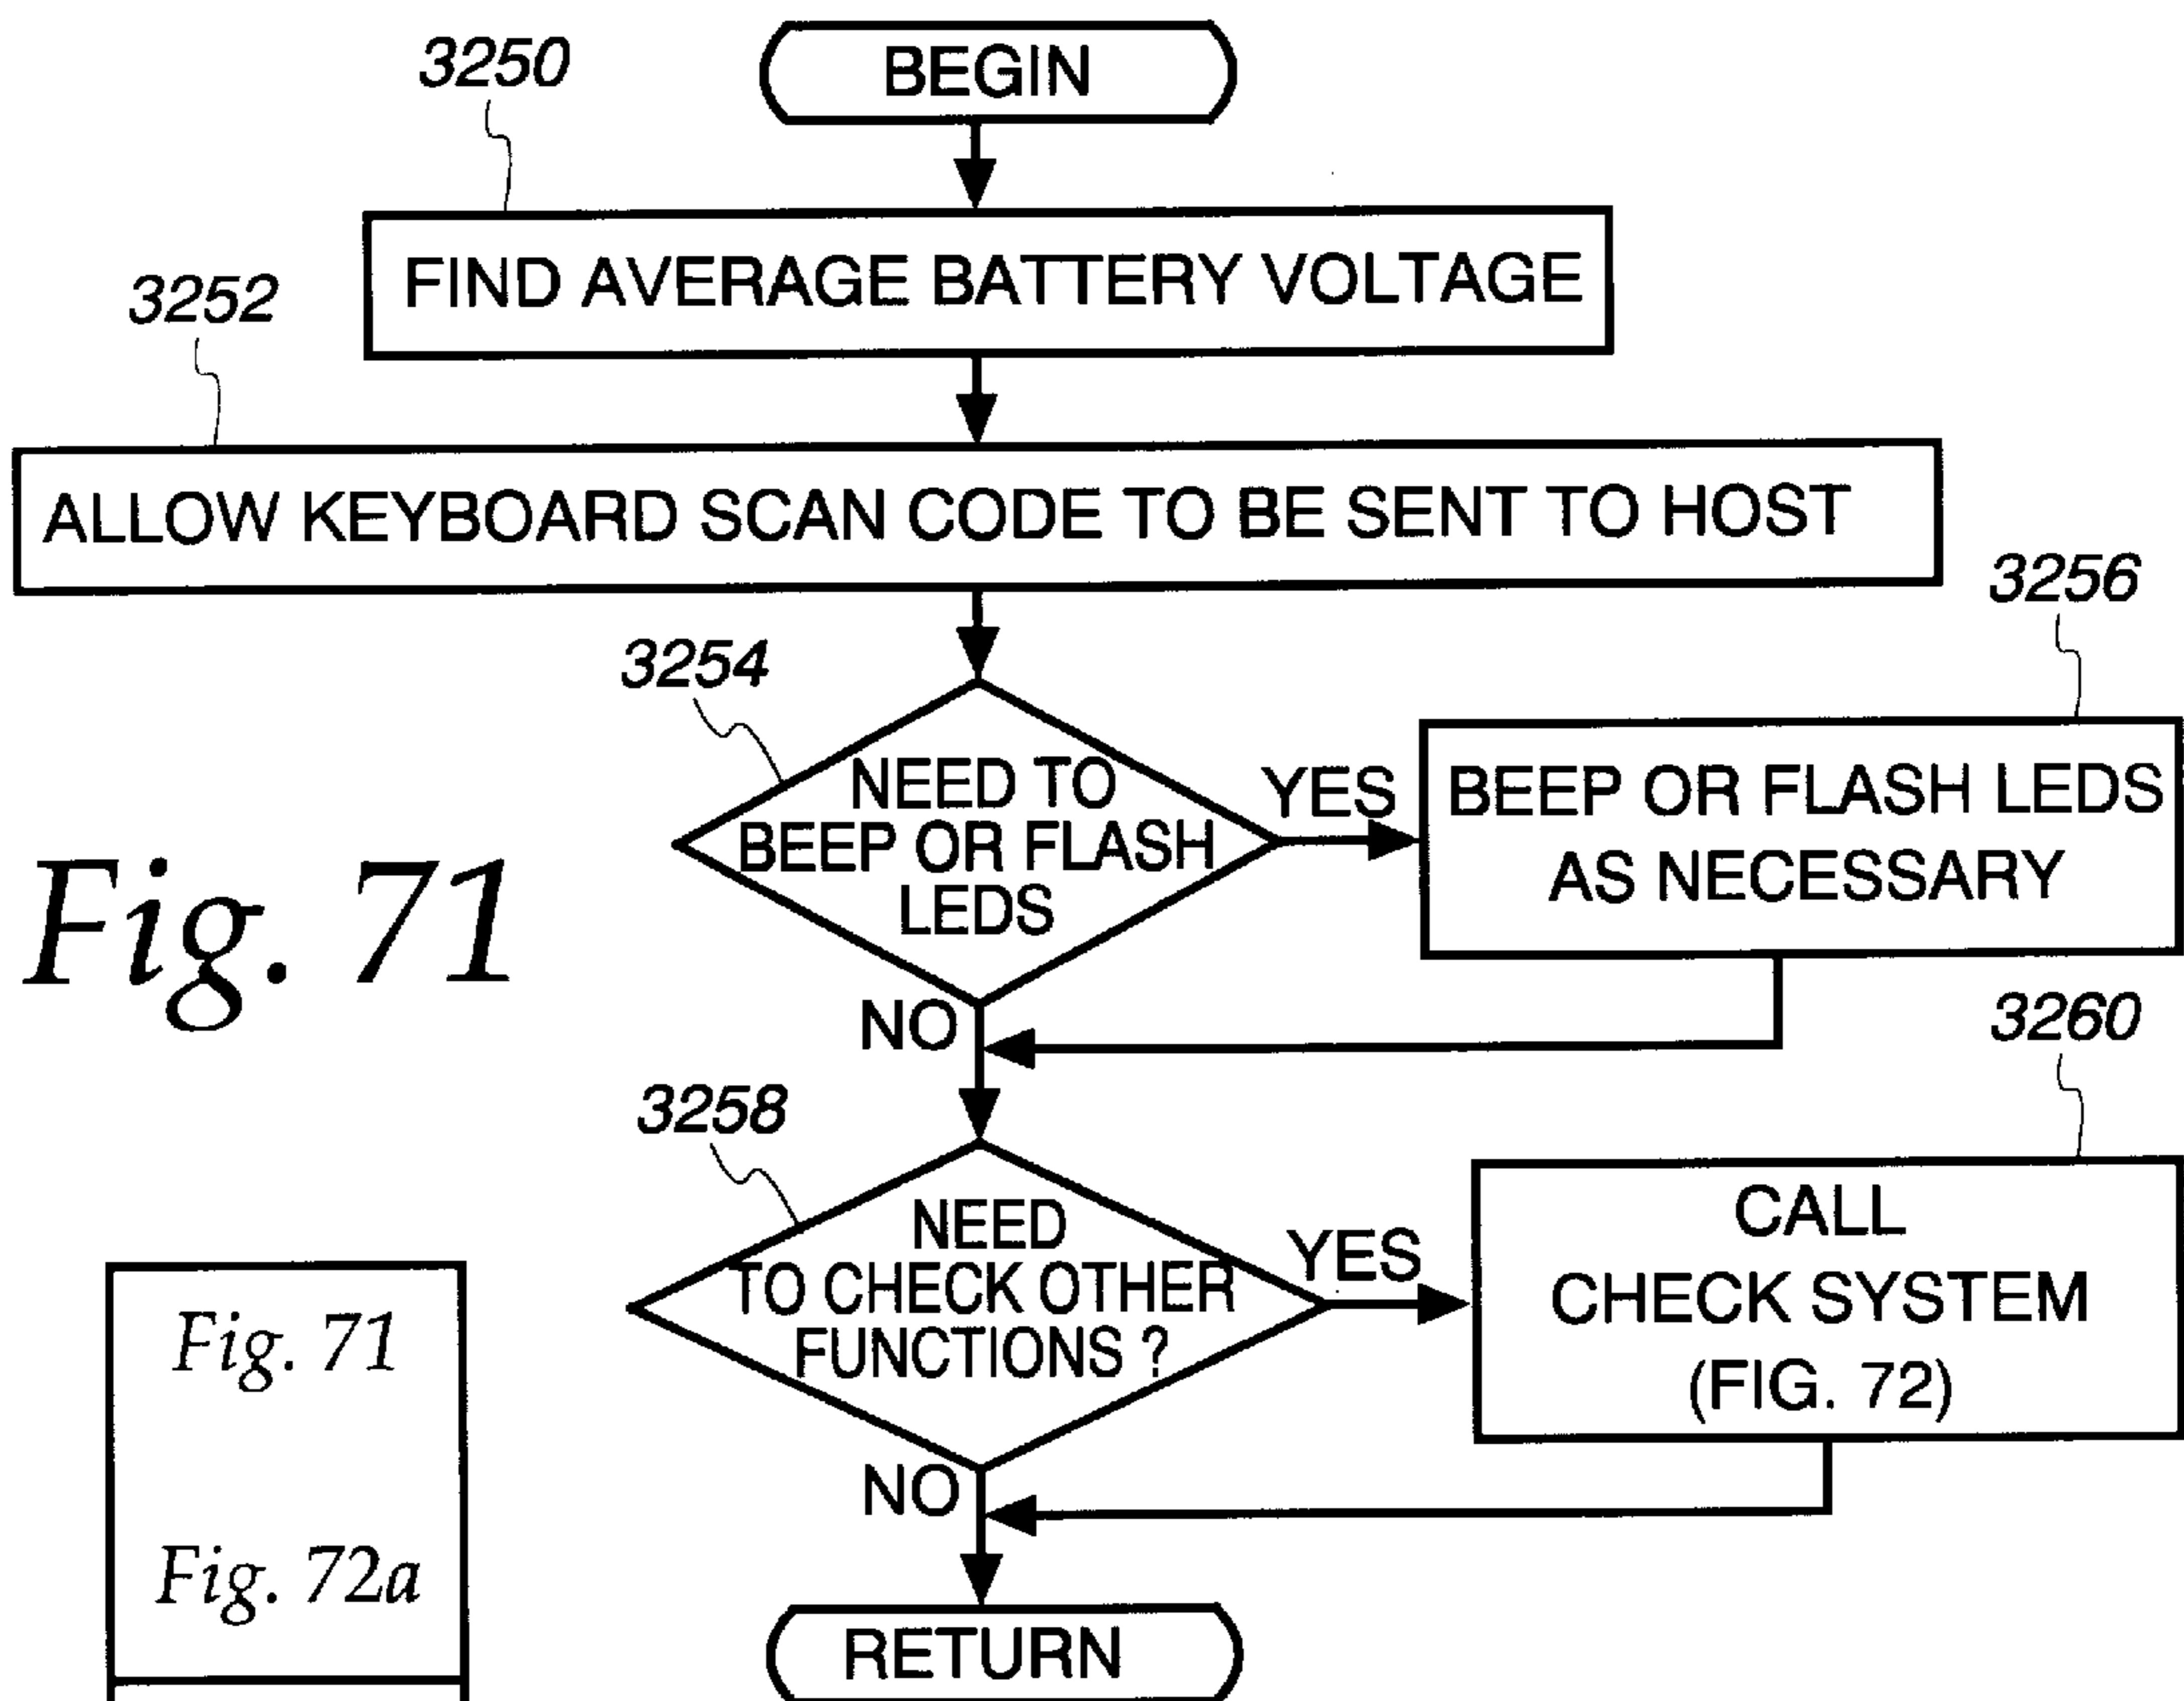 3250
BEGIN
FIND AVERAGE BATTERY VOLTAGE
3252
ALLOW KEYBOARD SCAN CODE TO BE SENT TO HOST
3254
NEED TO
BEEP OR FLASH
LEDS
YES
3256
BEEP OR FLASH LEDS
AS NECESSARY
NO
Fig. 71
3258
NEED
TO CHECK OTHER
FUNCTIONS ?
YES
3260
CALL
CHECK SYSTEM
(FIG. 72)
NO
RETURN
Fig. 71
Fig. 72a